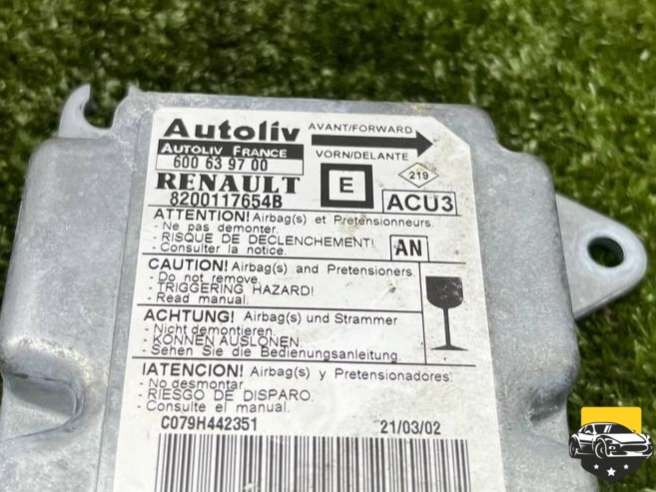 Autoliv AVANT/FORWARD
AUTOLIV FRANCE VORN/DELANTE
600 63 97 00
RENAULT E 219
8200117654B ACU3
ATTENTION! Airbag(s) et Pretensionneurs
- Ne pas demonter.
- RISQUE DE DECLENCHEMENT!
- Consulter la notice. AN
CAUTION! Airbag(s) and Pretensioners
- Do not remove.
- TRIGGERING HAZARD!
- Read manual.
ACHTUNG! Airbag(s) und Strammer
- Nicht demontieren.
- KONNEN AUSLONEN
- Sehen Sie die Bedienungsanleitung
!ATENCION! Airbag(s) y Pretensionadores:
- No desmontar
- RIESGO DE DISPARO.
- Consulte el manual.
C079H442351 21/03/02